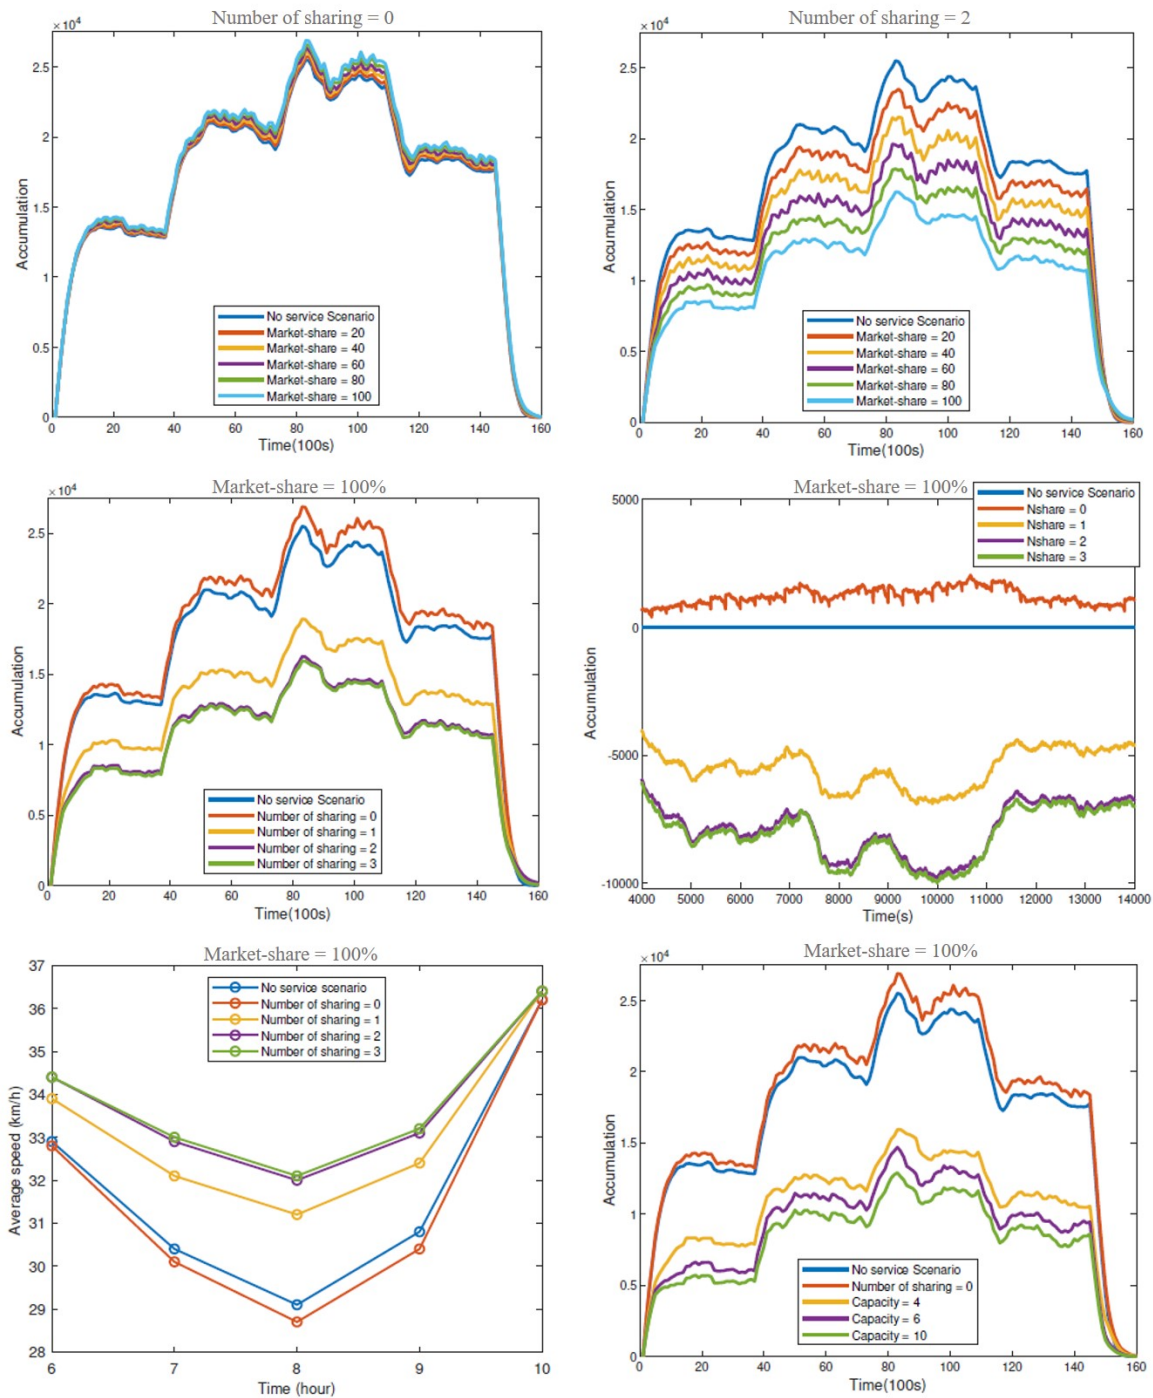 Number of sharing = 0
×10⁴
Accumulation
2.5
2
1.5
1
0.5
0
No service Scenario
Market-share = 20
Market-share = 40
Market-share = 60
Market-share = 80
Market-share = 100
0 20 40 60 80 100 120 140 160
Time(100s)
Number of sharing = 2
×10⁴
Accumulation
2.5
2
1.5
1
0.5
0
No service Scenario
Market-share = 20
Market-share = 40
Market-share = 60
Market-share = 80
Market-share = 100
0 20 40 60 80 100 120 140 160
Time(100s)
Market-share = 100%
×10⁴
Accumulation
2.5
2
1.5
1
0.5
0
No service Scenario
Number of sharing = 0
Number of sharing = 1
Number of sharing = 2
Number of sharing = 3
0 20 40 60 80 100 120 140 160
Time(100s)
Market-share = 100%
Accumulation
5000
0
-5000
-10000
No service Scenario
Nshare = 0
Nshare = 1
Nshare = 2
Nshare = 3
4000 5000 6000 7000 8000 9000 10000 11000 12000 13000 14000
Time(s)
Market-share = 100%
Average speed (km/h)
37
36
35
34
33
32
31
30
29
28
No service scenario
Number of sharing = 0
Number of sharing = 1
Number of sharing = 2
Number of sharing = 3
6 7 8 9 10
Time (hour)
Market-share = 100%
×10⁴
Accumulation
2.5
2
1.5
1
0.5
0
No service Scenario
Number of sharing = 0
Capacity = 4
Capacity = 6
Capacity = 10
0 20 40 60 80 100 120 140 160
Time(100s)